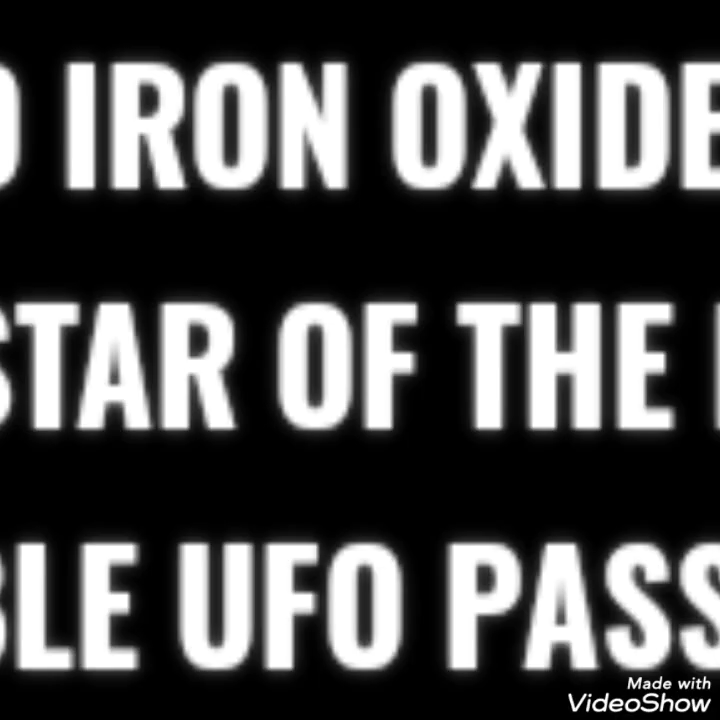 IRON OXIDE
STAR OF THE
BLE UFO PASS
Made with
VideoShow